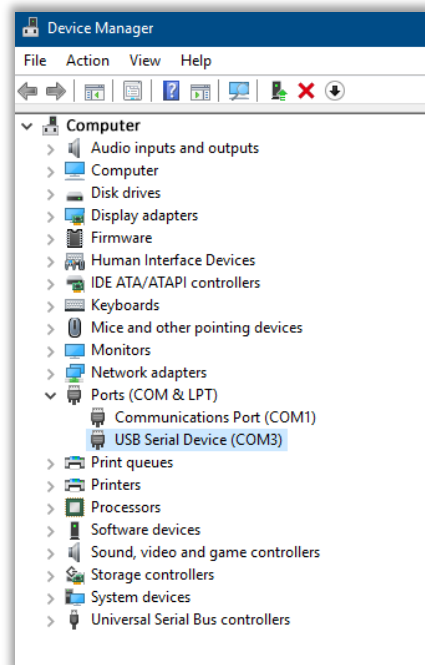 Device Manager
File Action View Help
Computer
Audio inputs and outputs
Computer
Disk drives
Display adapters
Firmware
Human Interface Devices
IDE ATA/ATAPI controllers
Keyboards
Mice and other pointing devices
Monitors
Network adapters
Ports (COM & LPT)
Communications Port (COM1)
USB Serial Device (COM3)
Print queues
Printers
Processors
Software devices
Sound, video and game controllers
Storage controllers
System devices
Universal Serial Bus controllers